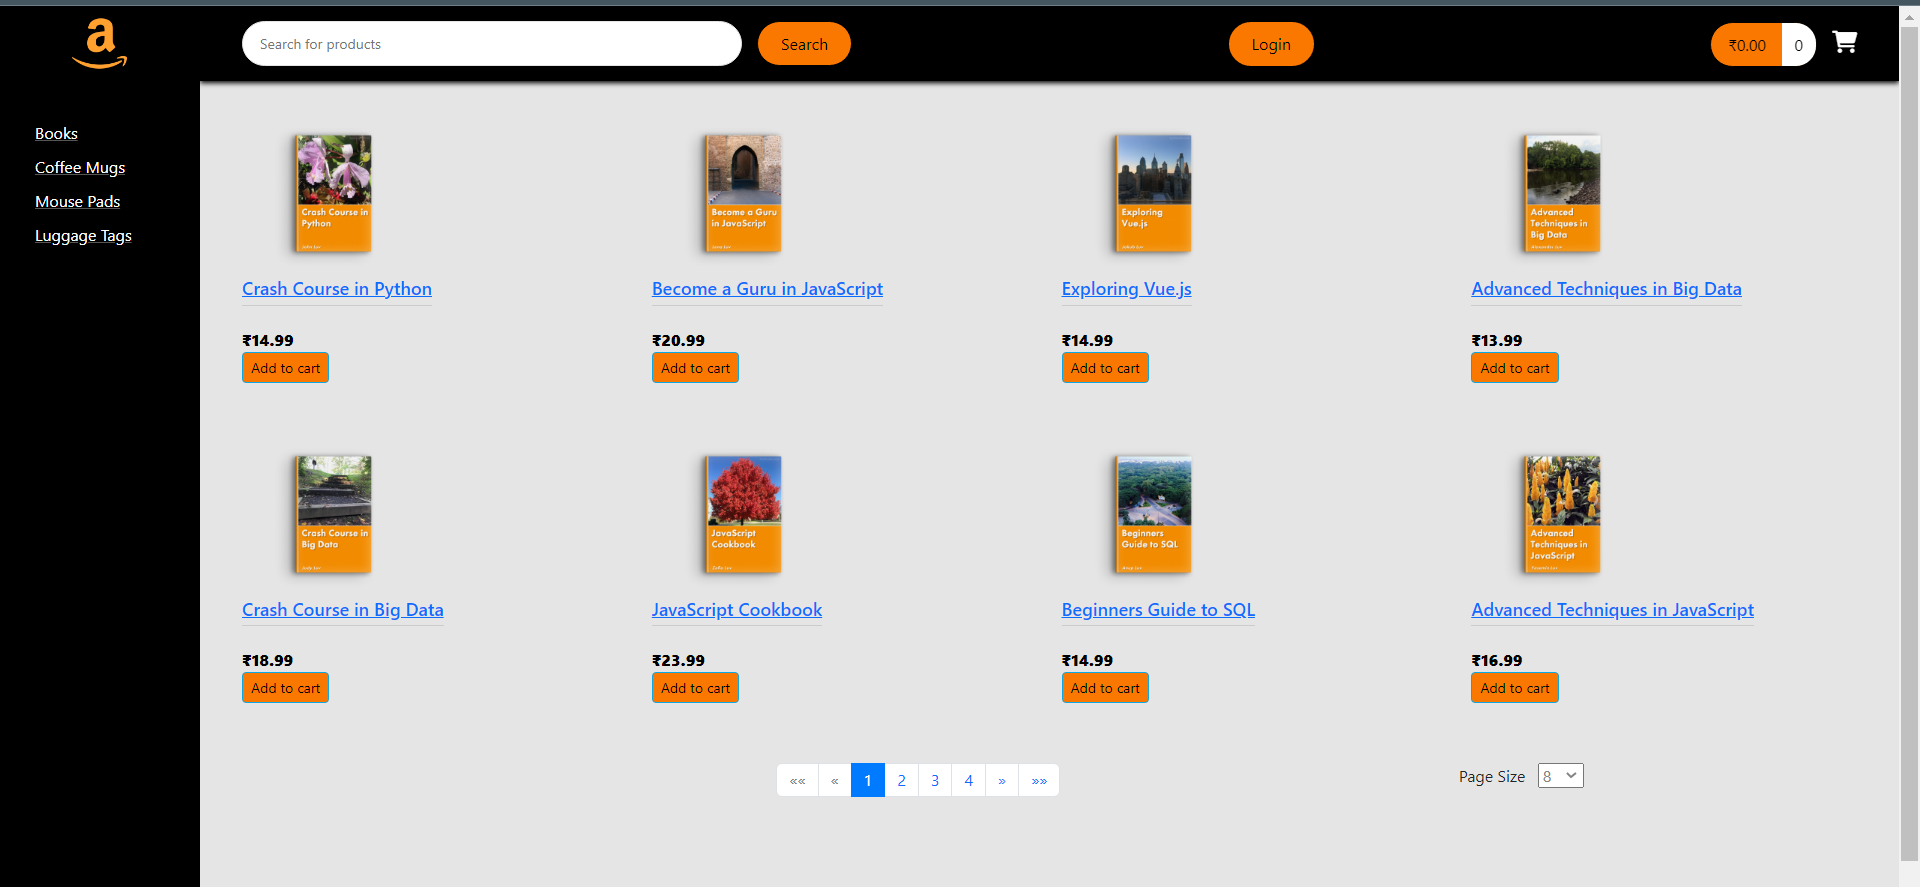 a
Search for products
Search
Login
₹0.00 0
Books
Coffee Mugs
Mouse Pads
Luggage Tags
Crash Course in
Python
Become a Guru
in JavaScript
Exploring
Vue.js
Advanced
Techniques in
Big Data
Crash Course in Python
Become a Guru in JavaScript
Exploring Vue.js
Advanced Techniques in Big Data
₹14.99
₹20.99
₹14.99
₹13.99
Add to cart
Add to cart
Add to cart
Add to cart
Crash Course in
Big Data
JavaScript
Cookbook
Beginners
Guide to SQL
Advanced
Techniques in
JavaScript
Crash Course in Big Data
JavaScript Cookbook
Beginners Guide to SQL
Advanced Techniques in JavaScript
₹18.99
₹23.99
₹14.99
₹16.99
Add to cart
Add to cart
Add to cart
Add to cart
«« « 1 2 3 4 » »»
Page Size 8